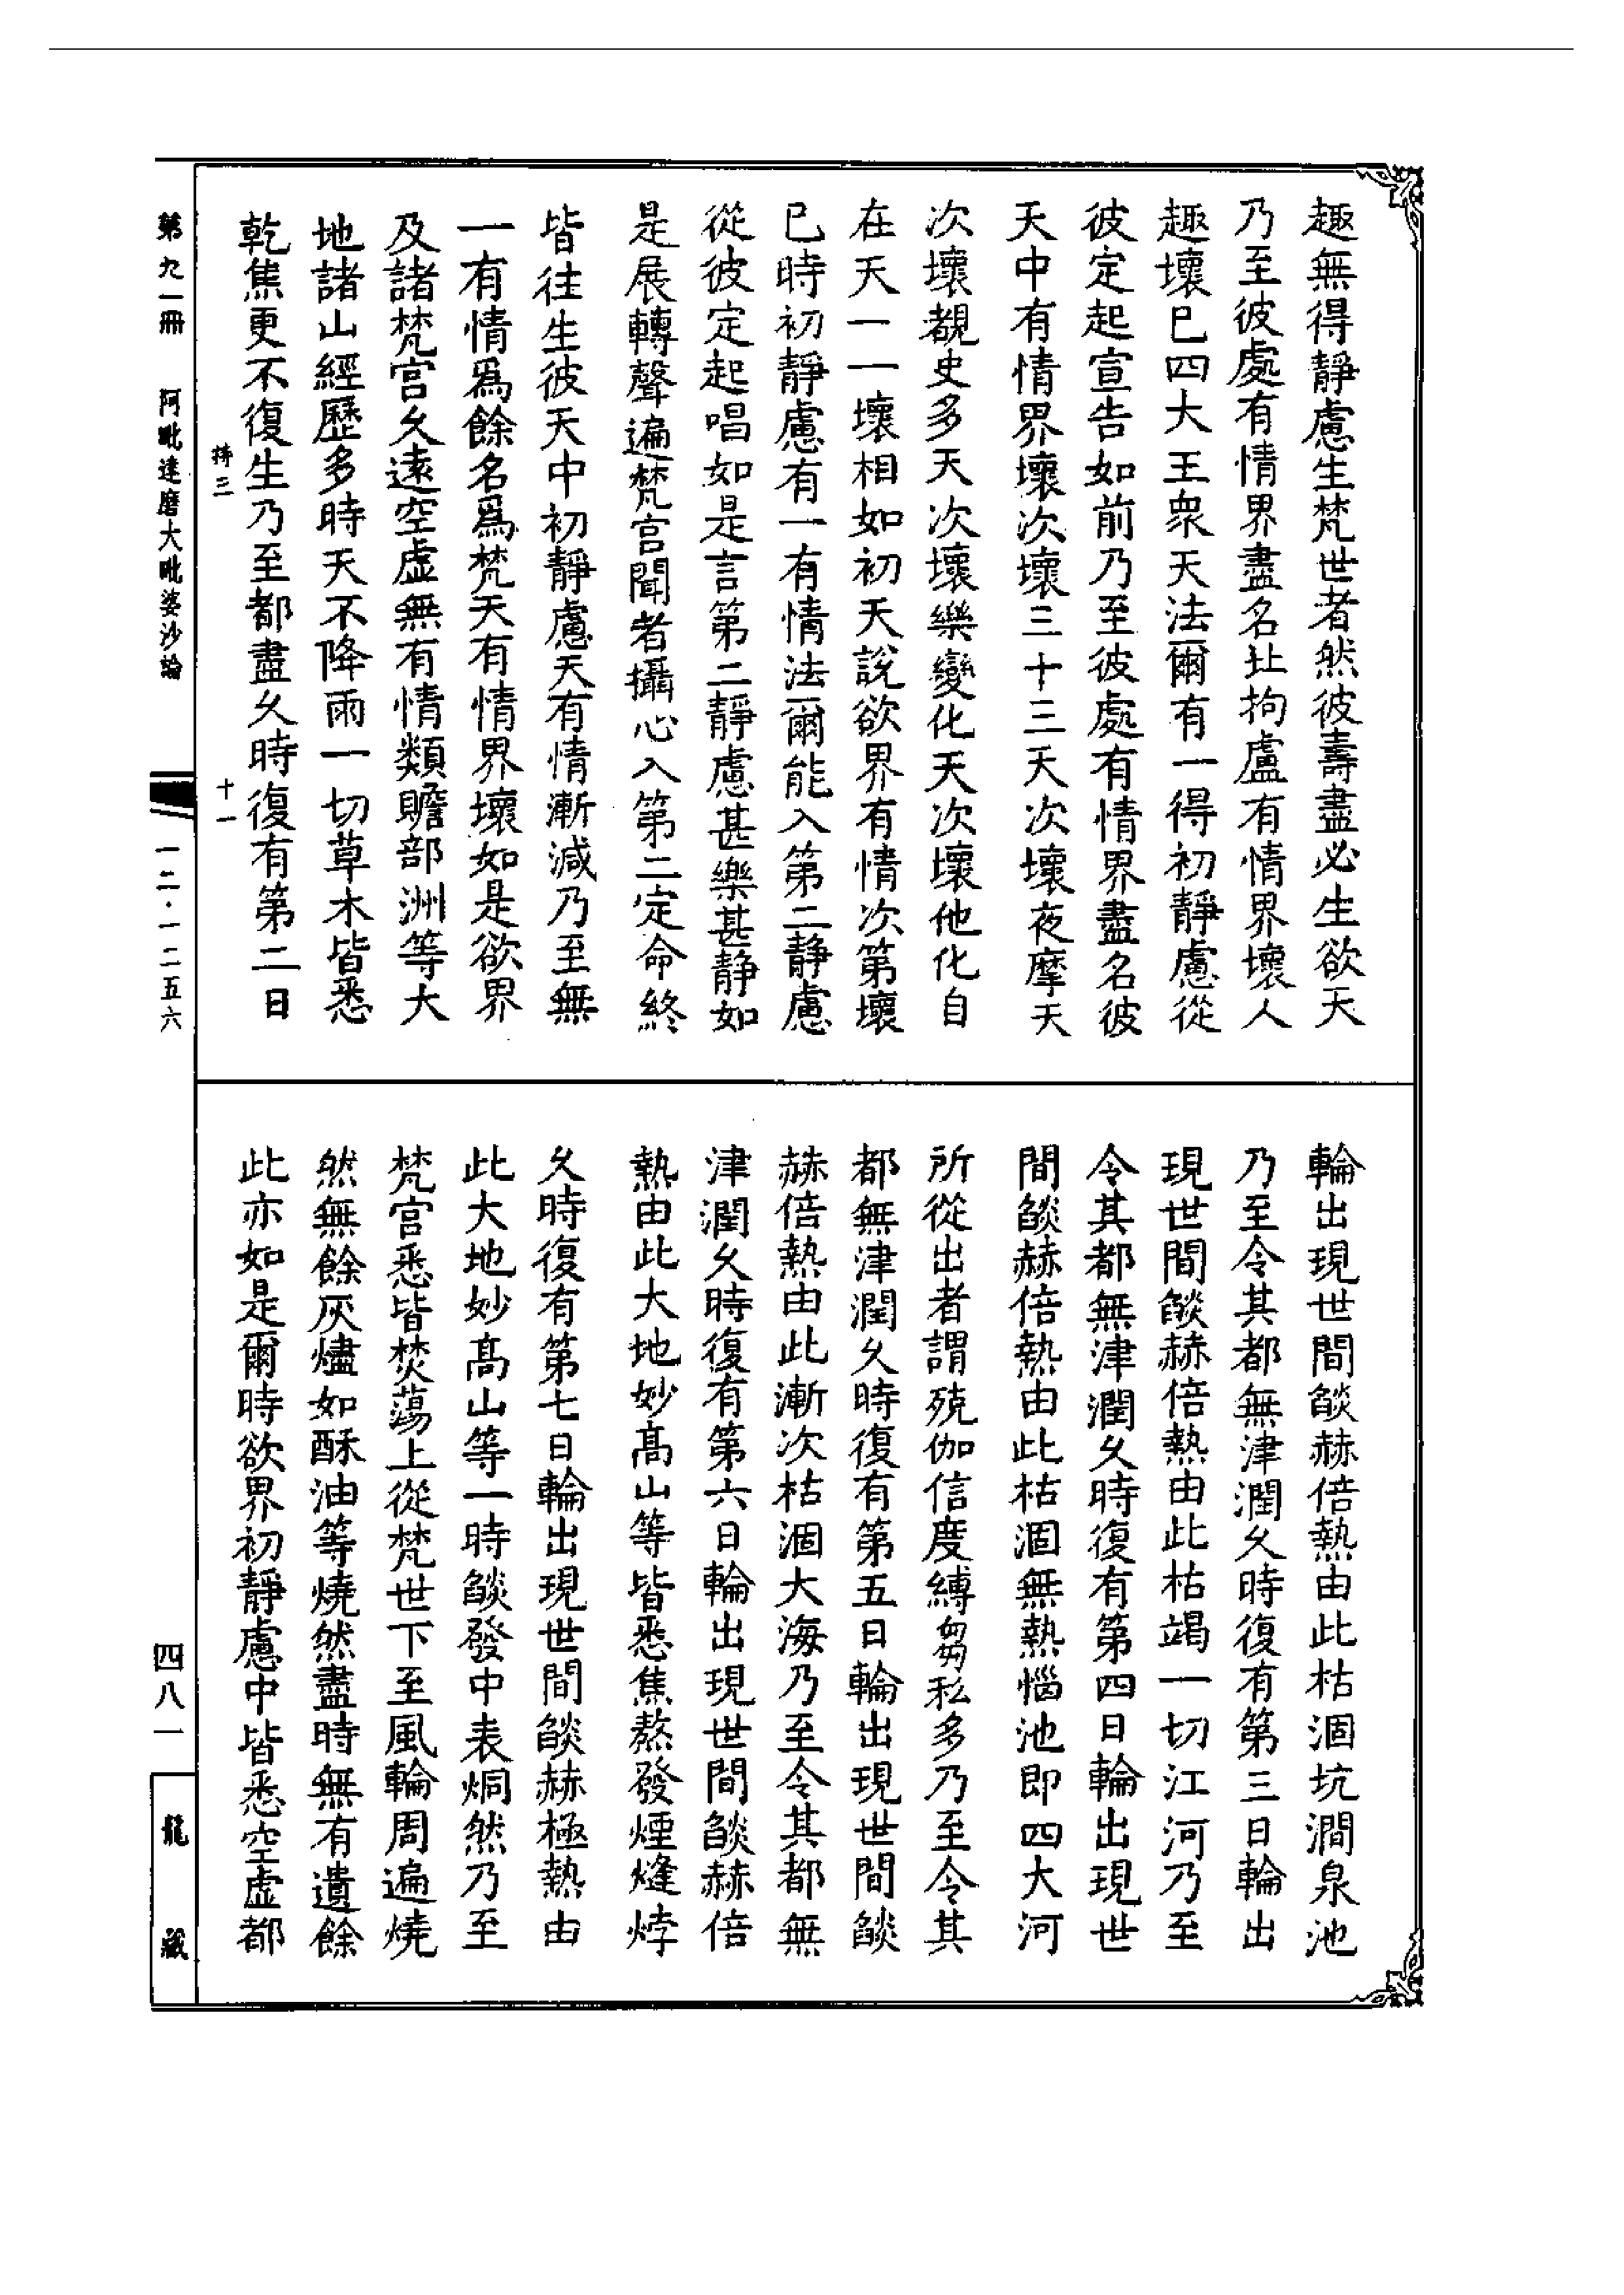 趣無得靜慮生梵世者然彼壽盡必生欲天
乃至彼處有情界盡名北拘盧有情界壞人
趣壞已四大王衆天法爾有一得初靜慮從
彼定起宣告如前乃至彼處有情界盡名彼
天中有情界壞次壞三十三天次壞夜摩天
次壞覩史多天次壞樂變化天次壞他化自
在天一一壞相如初天說欲界有情次第壞
已時初靜慮有一有情法爾能入第二靜慮
從彼定起唱如是言第二靜慮甚樂甚靜如
是展轉聲遍梵宮聞者攝心入第二定命終
皆往生彼天中初靜慮天有情漸減乃至無
一有情爲餘名爲梵天有情界壞如是欲界
及諸梵宮久遠空虛無有情類贍部洲等大
地諸山經歷多時天不降雨一切草木皆悉
乾焦更不復生乃至都盡久時復有第二日
輪出現世間燄赫倍熱由此枯涸坑澗泉池
乃至令其都無津潤久時復有第三日輪出
現世間燄赫倍熱由此枯竭一切江河乃至
令其都無津潤久時復有第四日輪出現世
間燄赫倍熱由此枯涸無熱惱池即四大河
所從出者謂殑伽信度縛芻私多乃至令其
都無津潤久時復有第五日輪出現世間燄
赫倍熱由此漸次枯涸大海乃至令其都無
津潤久時復有第六日輪出現世間燄赫倍
熱由此大地妙高山等皆悉焦熬發煙熢㶿
久時復有第七日輪出現世間燄赫極熱由
此大地妙高山等一時燄發中表烔然乃至
梵宮悉皆焚蕩上從梵世下至風輪周遍燒
然無餘灰燼如酥油等燒然盡時無有遺餘
此亦如是爾時欲界初靜慮中皆悉空虛都
持三 十一
第九一冊 阿毗達磨大毗婆沙論 一二·一二五六
四八一
龍藏